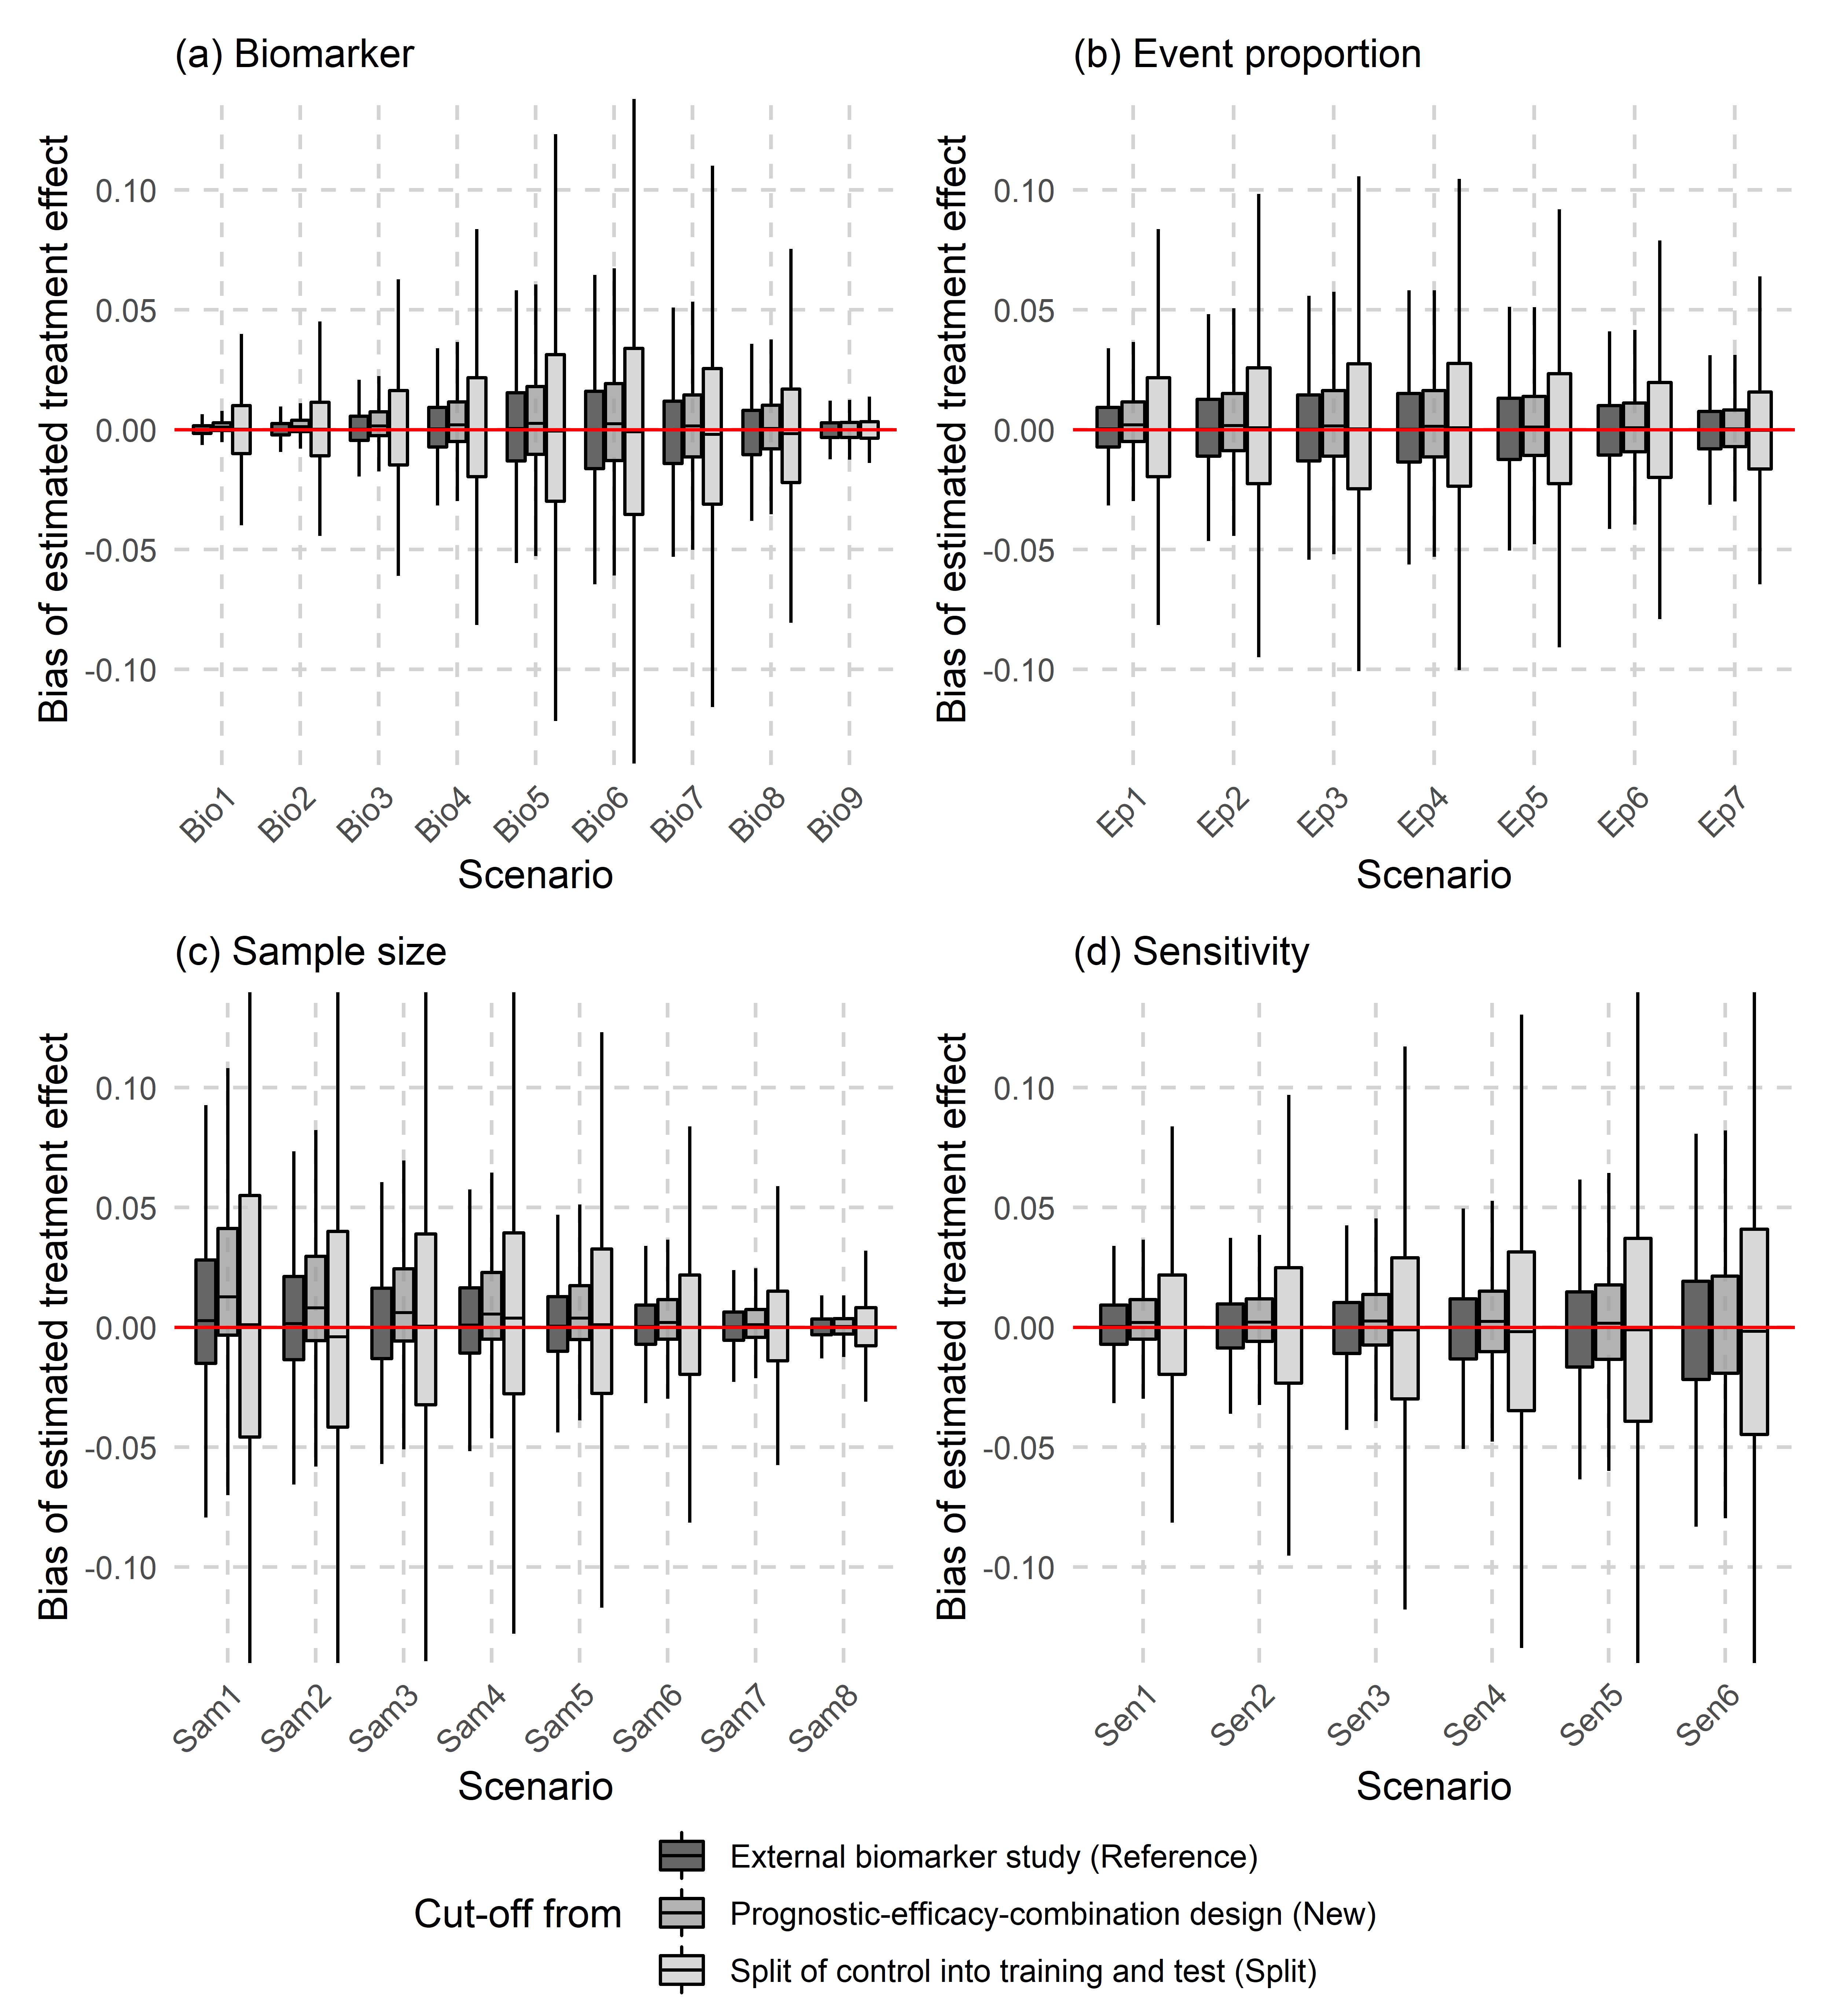 (a) Biomarker
Bias of estimated treatment effect
0.10
0.05
0.00
-0.05
-0.10
Bio1
Bio2
Bio3
Bio4
Bio5
Bio6
Bio7
Bio8
Bio9
Scenario
(b) Event proportion
Bias of estimated treatment effect
0.10
0.05
0.00
-0.05
-0.10
Ep1
Ep2
Ep3
Ep4
Ep5
Ep6
Ep7
Scenario
(c) Sample size
Bias of estimated treatment effect
0.10
0.05
0.00
-0.05
-0.10
Sam1
Sam2
Sam3
Sam4
Sam5
Sam6
Sam7
Sam8
Scenario
(d) Sensitivity
Bias of estimated treatment effect
0.10
0.05
0.00
-0.05
-0.10
Sen1
Sen2
Sen3
Sen4
Sen5
Sen6
Scenario
Cut-off from
External biomarker study (Reference)
Prognostic-efficacy-combination design (New)
Split of control into training and test (Split)